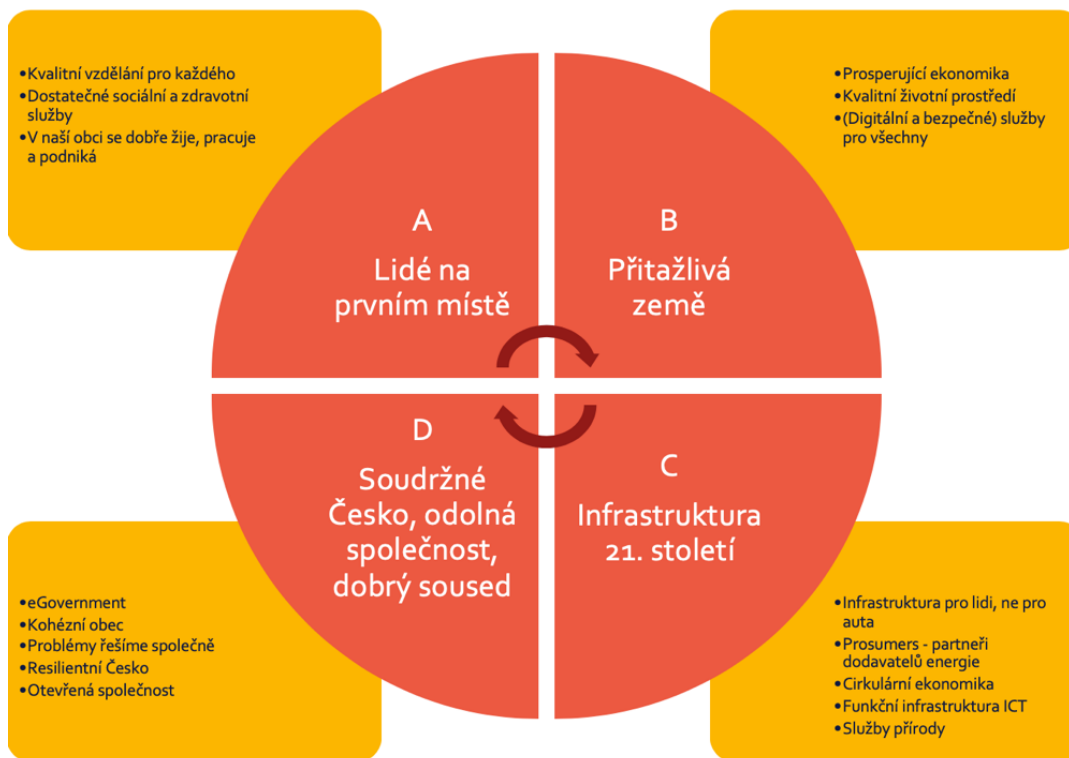 •Kvalitní vzdělání pro každého
•Dostatečné sociální a zdravotní
služby
•V naší obci se dobře žije, pracuje
a podniká
•Prosperující ekonomika
•Kvalitní životní prostředí
•(Digitální a bezpečné) služby
pro všechny
A
Lidé na
prvním místě
B
Přitažlivá
země
D
Soudržné
Česko, odolná
společnost,
dobrý soused
C
Infrastruktura
21. století
•eGovernment
•Kohézní obec
•Problémy řešíme společně
•Resilientní Česko
•Otevřená společnost
•Infrastruktura pro lidi, ne pro
auta
•Prosumers - partneři
dodavatelů energie
•Cirkulární ekonomika
•Funkční infrastruktura ICT
•Služby přírody